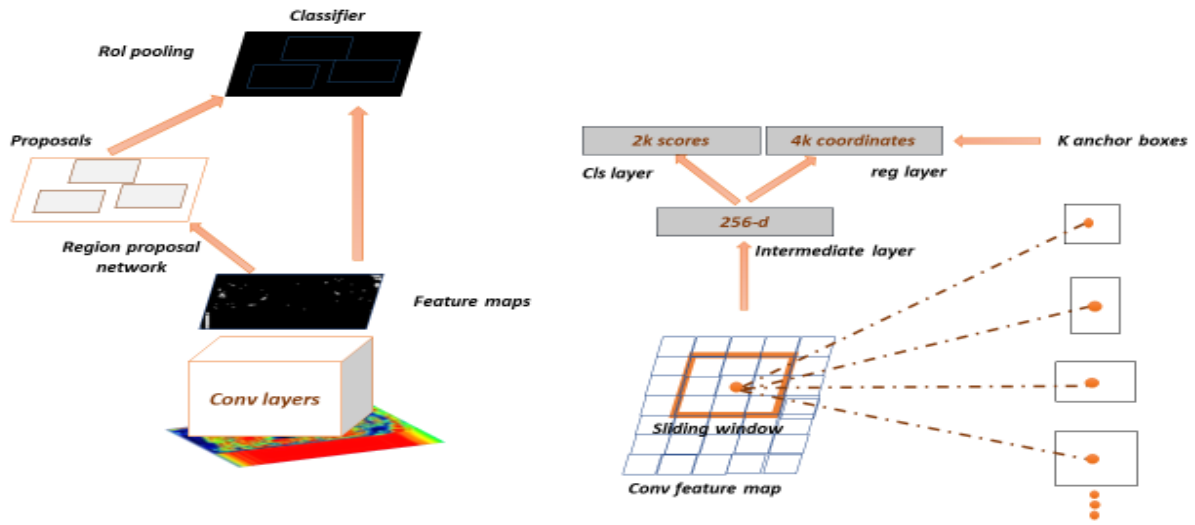 Classifier
RoI pooling
Proposals
Region proposal
network
Feature maps
Conv layers
2k scores
4k coordinates
K anchor boxes
Cls layer
reg layer
256-d
Intermediate layer
Sliding window
Conv feature map